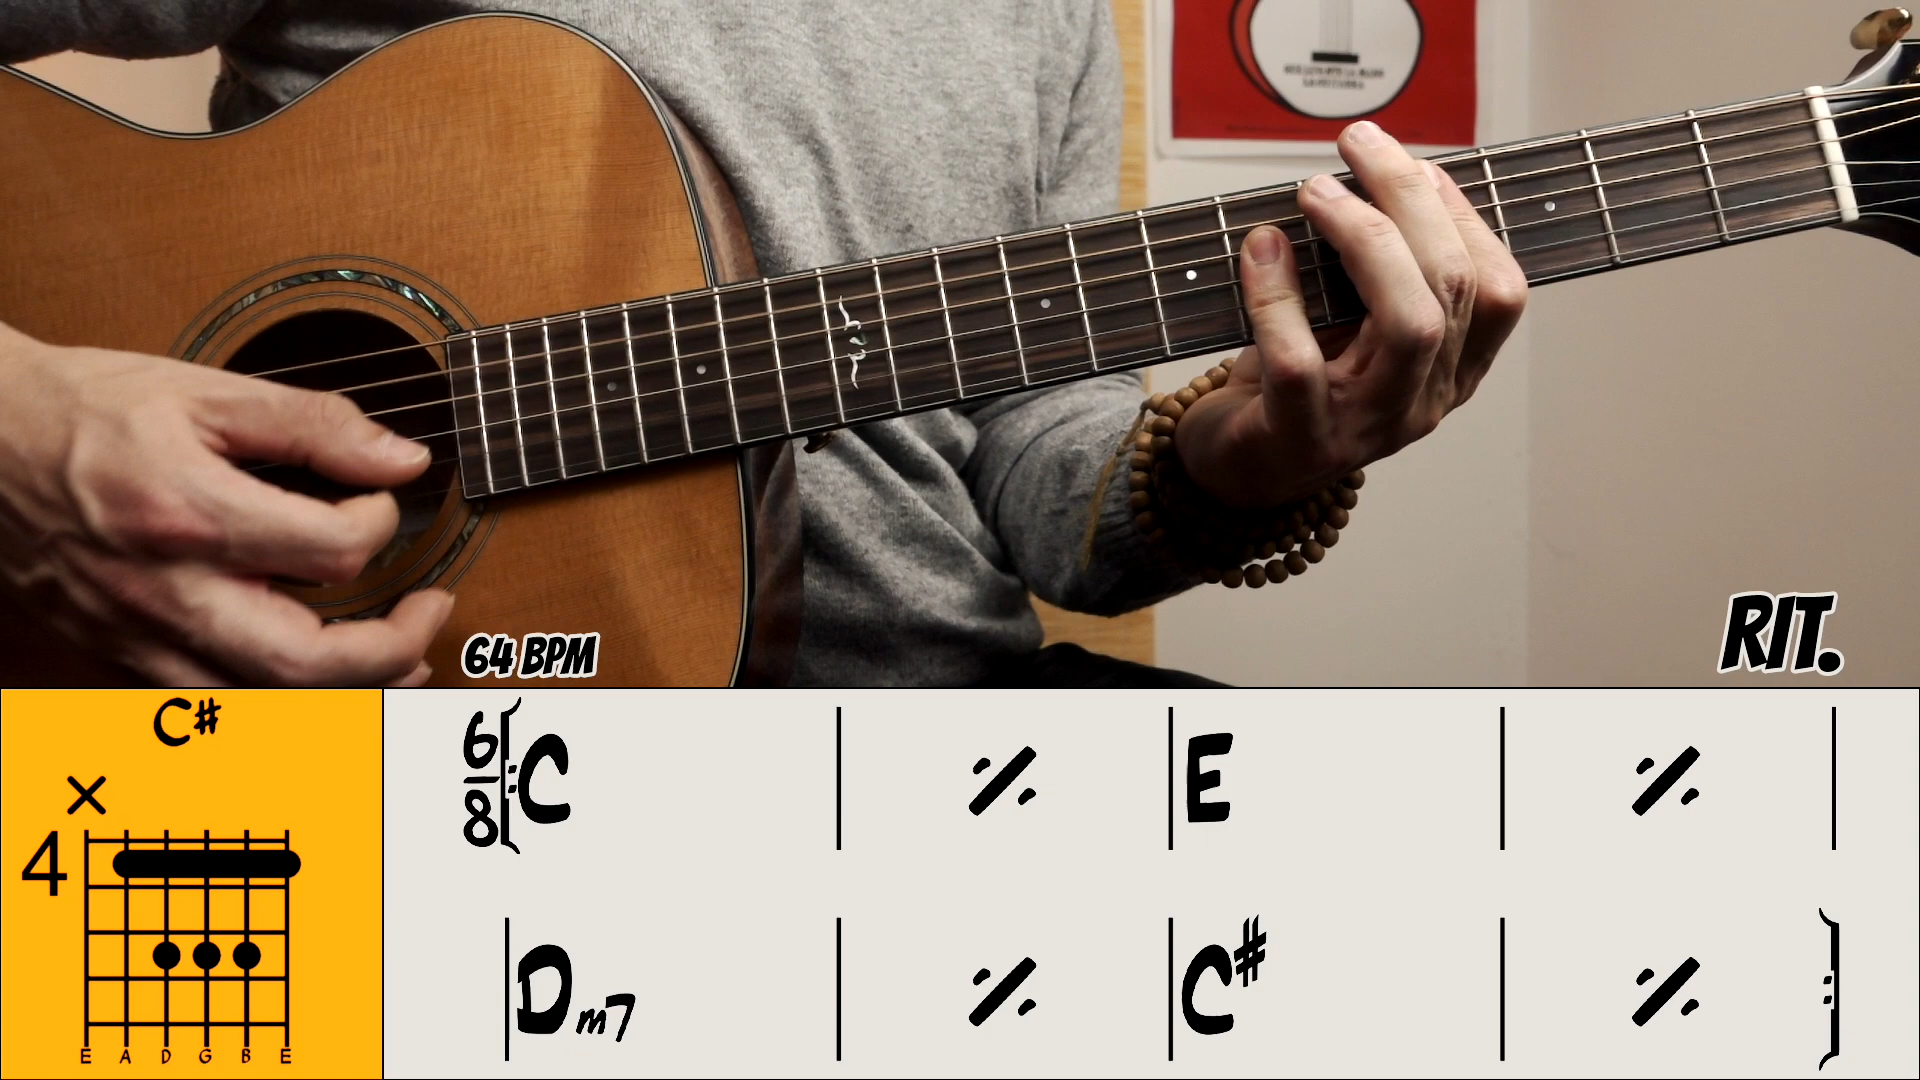 64 BPM
RIT.
C#
×
4
E A D G B E
6/8 C ٪ E ٪
Dm7 ٪ C# ٪